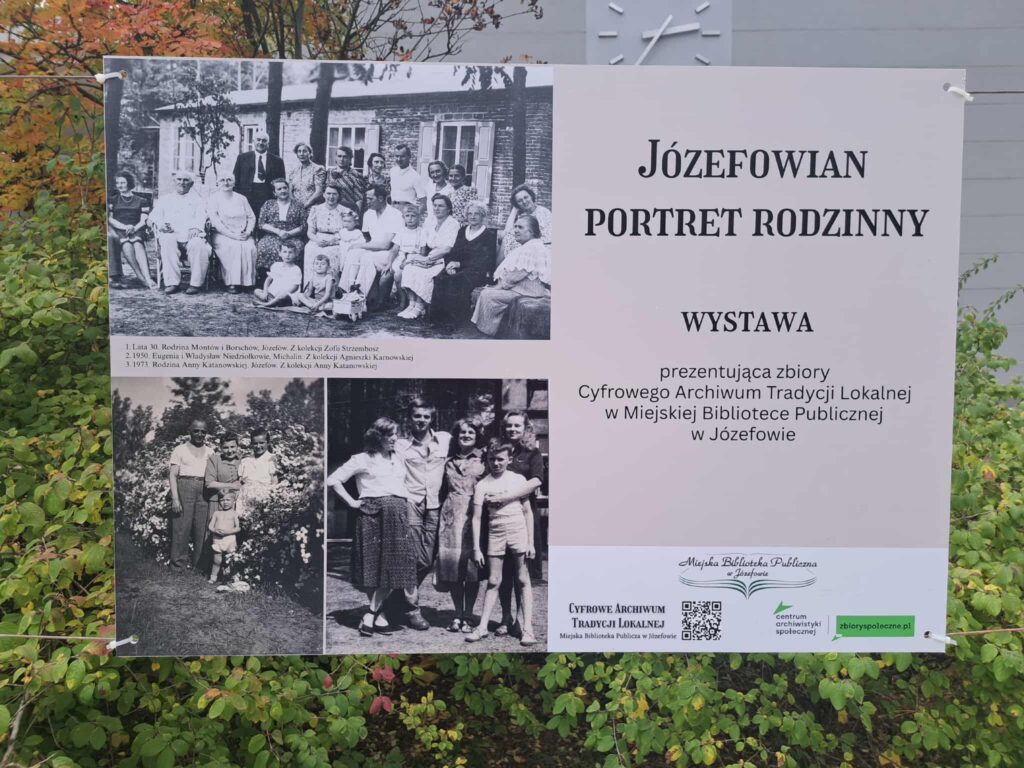 JÓZEFOWIAN
PORTRET RODZINNY
WYSTAWA
prezentująca zbiory
Cyfrowego Archiwum Tradycji Lokalnej
w Miejskiej Bibliotece Publicznej
w Józefowie
1. Lata 30. Rodzina Montów i Borschów, Józefów. Z kolekcji Zofii Strzembosz
2. 1950. Eugenia i Władysław Niedziołkowie, Michalin. Z kolekcji Agnieszki Karnowskiej
3. 1973. Rodzina Anny Katanowskiej. Józefów. Z kolekcji Anny Katanowskiej
Miejska Biblioteka Publiczna
w Józefowie
CYFROWE ARCHIWUM
TRADYCJI LOKALNEJ
Miejska Biblioteka Publicza w Józefowie
centrum
archiwistyki
społecznej
zbioryspoleczne.pl